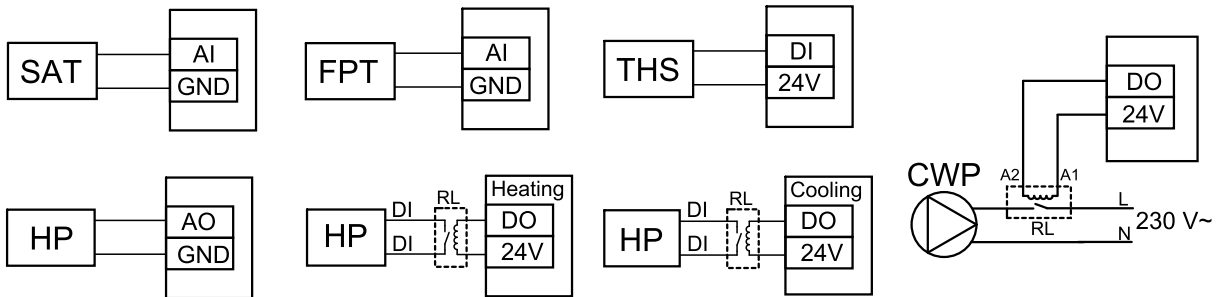 SAT
AI
GND
FPT
AI
GND
THS
DI
24V
DO
24V
CWP
A2
A1
RL
L
N
230 V~
HP
AO
GND
HP
DI
DI
RL
Heating
DO
24V
HP
DI
DI
RL
Cooling
DO
24V